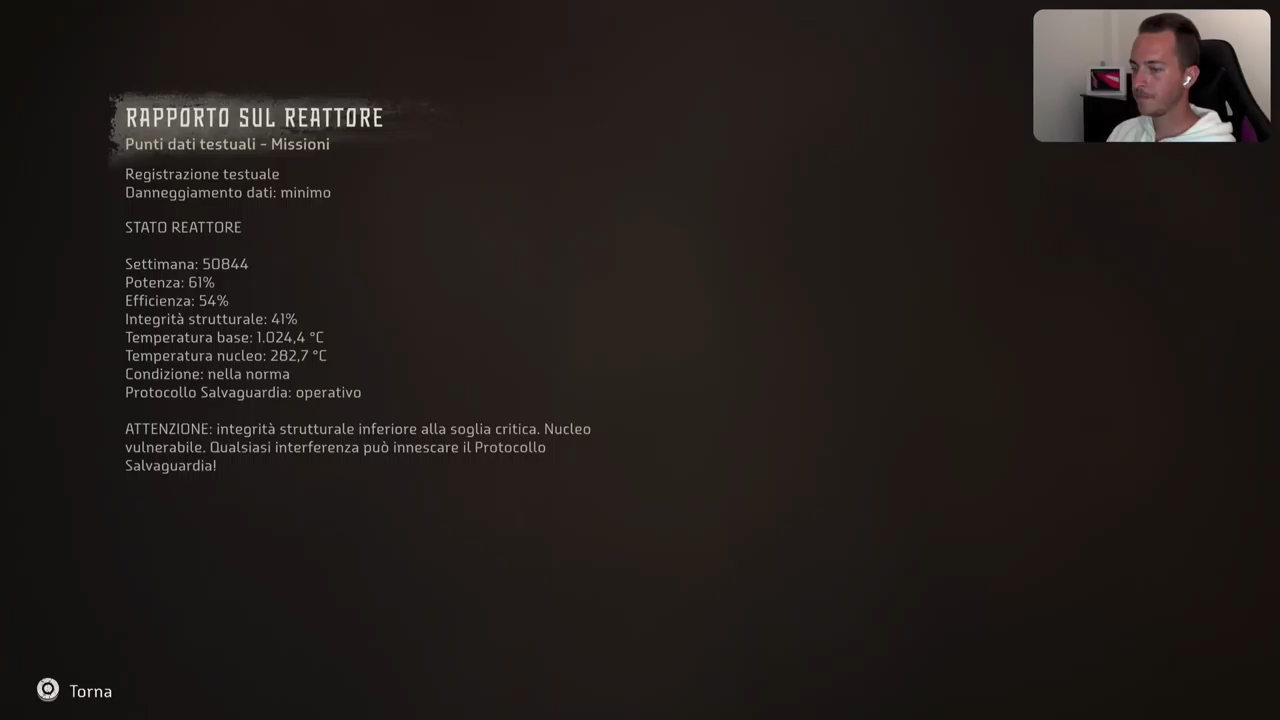 RAPPORTO SUL REATTORE
Punti dati testuali - Missioni
Registrazione testuale
Danneggiamento dati: minimo
STATO REATTORE
Settimana: 50844
Potenza: 61%
Efficienza: 54%
Integrità strutturale: 41%
Temperatura base: 1.024,4 °C
Temperatura nucleo: 282,7 °C
Condizione: nella norma
Protocollo Salvaguardia: operativo
ATTENZIONE: integrità strutturale inferiore alla soglia critica. Nucleo
vulnerabile. Qualsiasi interferenza può innescare il Protocollo
Salvaguardia!
Torna